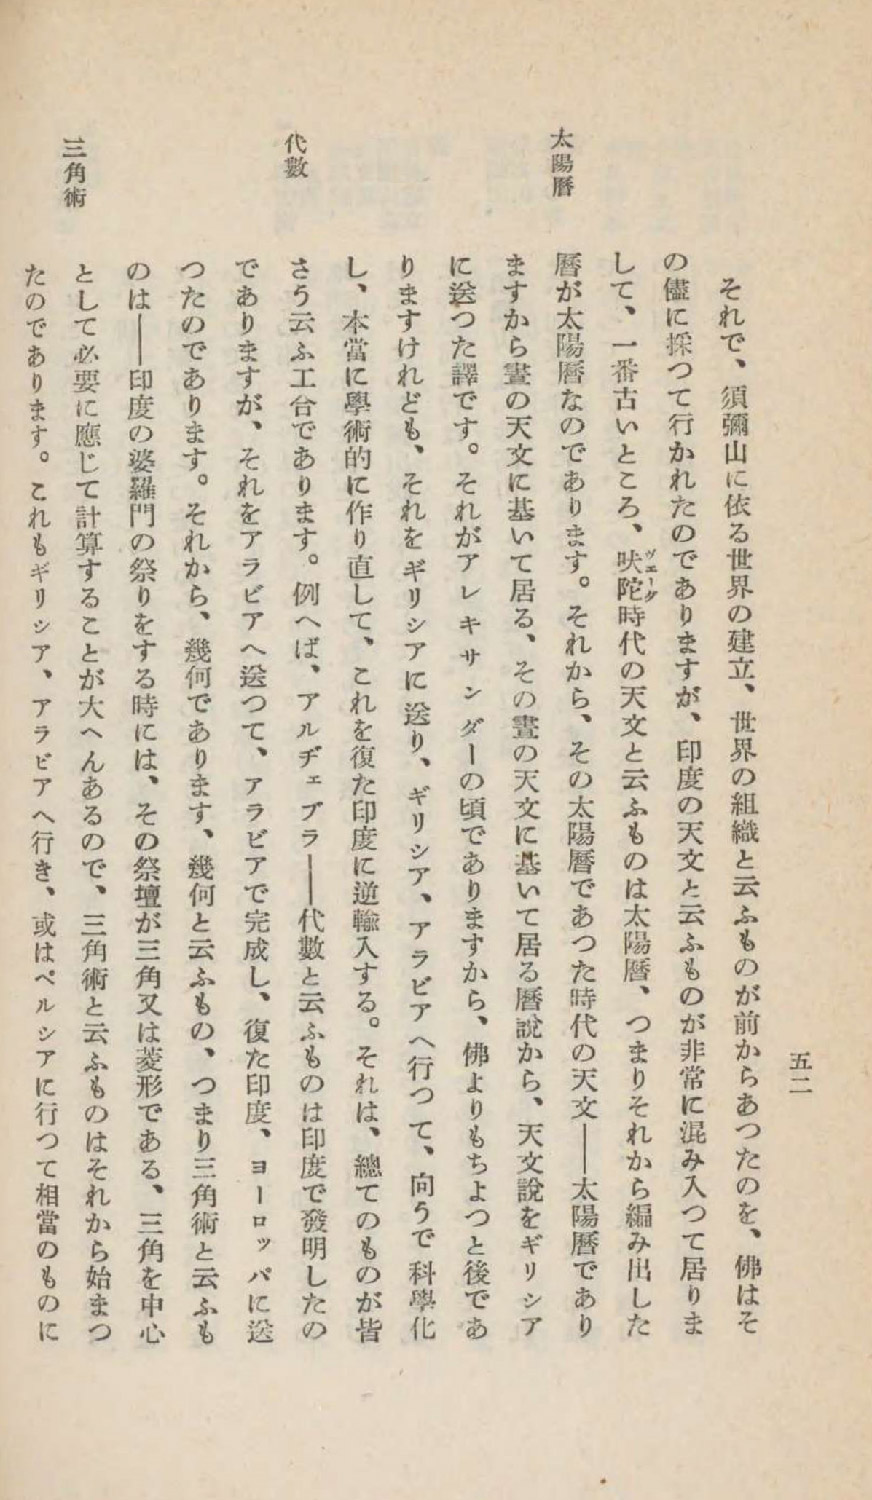 五二
それで、須彌山に依る世界の建立、世界の組織と云ふものが前からあつたのを、佛はそ
の儘に採つて行かれたのでありますが、印度の天文と云ふものが非常に混み入つて居りま
して、一番古いところ、吠陀時代の天文と云ふものは太陽曆、つまりそれから編み出した
ヴエーダ
太陽曆
曆が太陽曆なのであります。それから、その太陽曆であつた時代の天文――太陽曆であり
ますから晝の天文に基いて居る、その晝の天文に基いて居る曆說から、天文說をギリシア
に送つた譯です。それがアレキサンダーの頃でありますから、佛よりもちよつと後であ
りますけれども、それをギリシアに送り、ギリシア、アラビアへ行つて、向うで科學化
し、本當に學術的に作り直して、これを復た印度に逆輸入する。それは、總てのものが皆
代數
さう云ふ工合であります。例へば、アルヂェブラ――代數と云ふものは印度で發明したの
でありますが、それをアラビアへ送つて、アラビアで完成し、復た印度、ヨーロッパに送
つたのであります。それから、幾何であります、幾何と云ふもの、つまり三角術と云ふも
のは――印度の婆羅門の祭りをする時には、その祭壇が三角又は菱形である、三角を中心
三角術
として必要に應じて計算することが大へんあるので、三角術と云ふものはそれから始まつ
たのであります。これもギリシア、アラビアへ行き、或はペルシアに行つて相當のものに